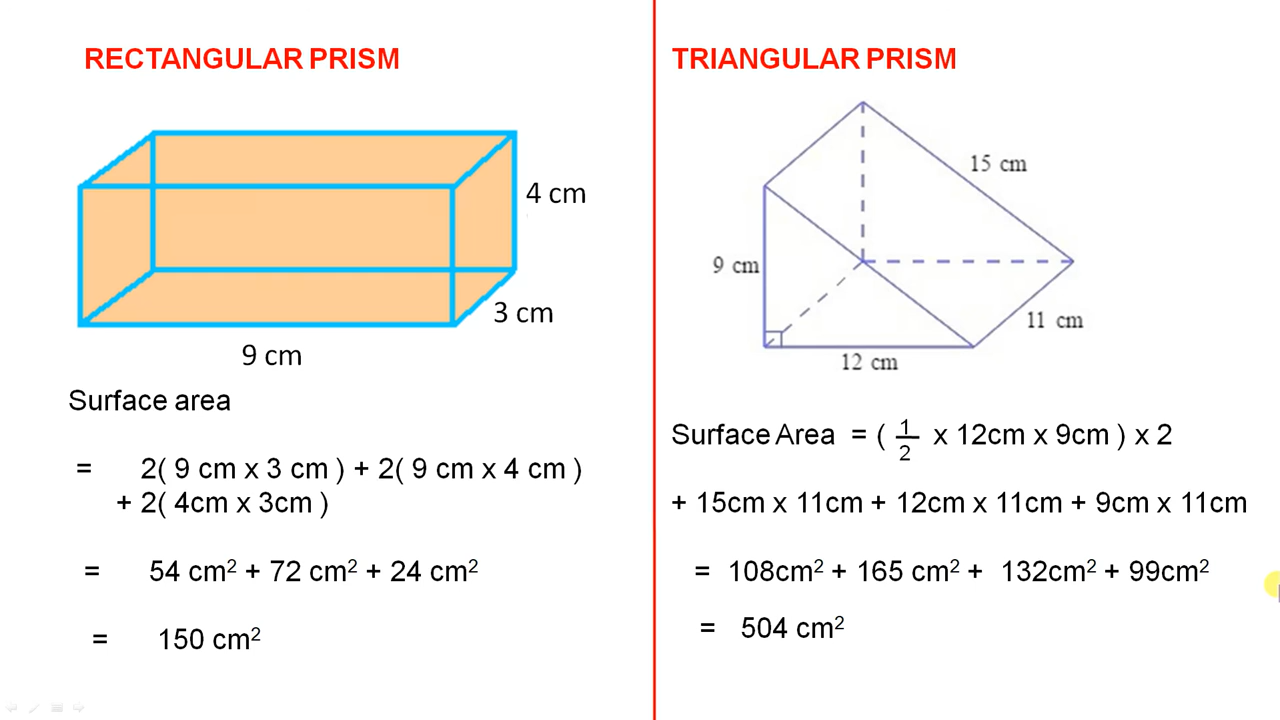 RECTANGULAR PRISM
4 cm
3 cm
9 cm
Surface area
= 2( 9 cm x 3 cm ) + 2( 9 cm x 4 cm )
+ 2( 4cm x 3cm )
= 54 cm² + 72 cm² + 24 cm²
= 150 cm²
TRIANGULAR PRISM
15 cm
9 cm
11 cm
12 cm
Surface Area = ( 1/2 x 12cm x 9cm ) x 2
+ 15cm x 11cm + 12cm x 11cm + 9cm x 11cm
= 108cm² + 165 cm² + 132cm² + 99cm²
= 504 cm²